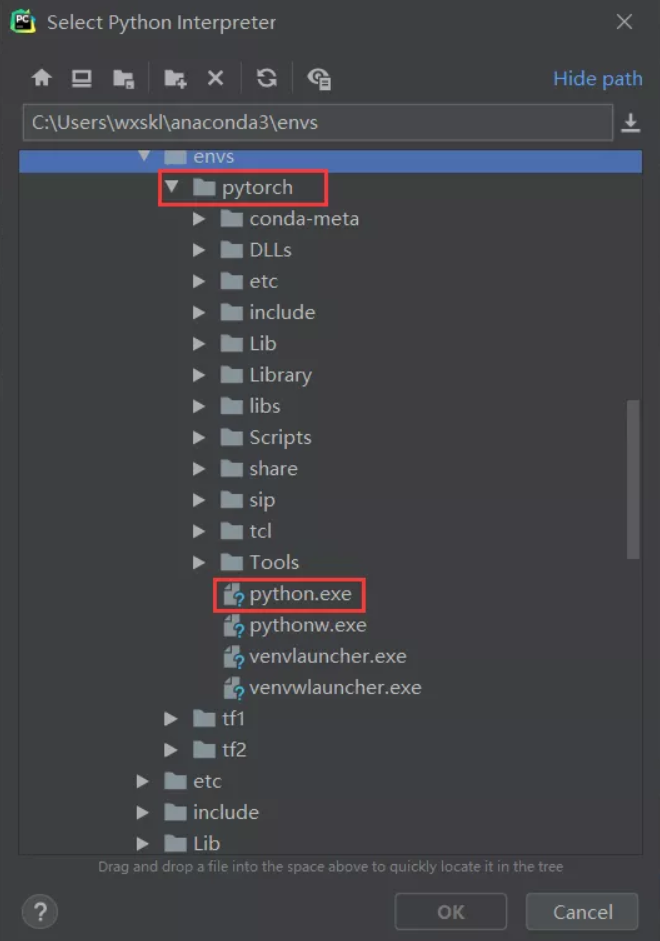 PC
Select Python Interpreter
Hide path
C:\Users\wxskl\anaconda3\envs
envs
pytorch
conda-meta
DLLs
etc
include
Lib
Library
libs
Scripts
share
sip
tcl
Tools
python.exe
pythonw.exe
venvlauncher.exe
venvwlauncher.exe
tf1
tf2
etc
include
Lib
Drag and drop a file into the space above to quickly locate it in the tree
? OK Cancel